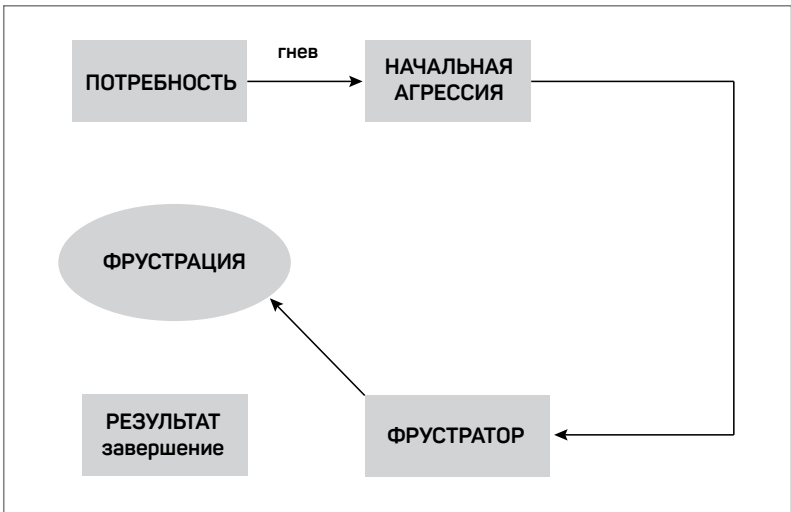 гнев
ПОТРЕБНОСТЬ
НАЧАЛЬНАЯ
АГРЕССИЯ
ФРУСТРАЦИЯ
РЕЗУЛЬТАТ
завершение
ФРУСТРАТОР